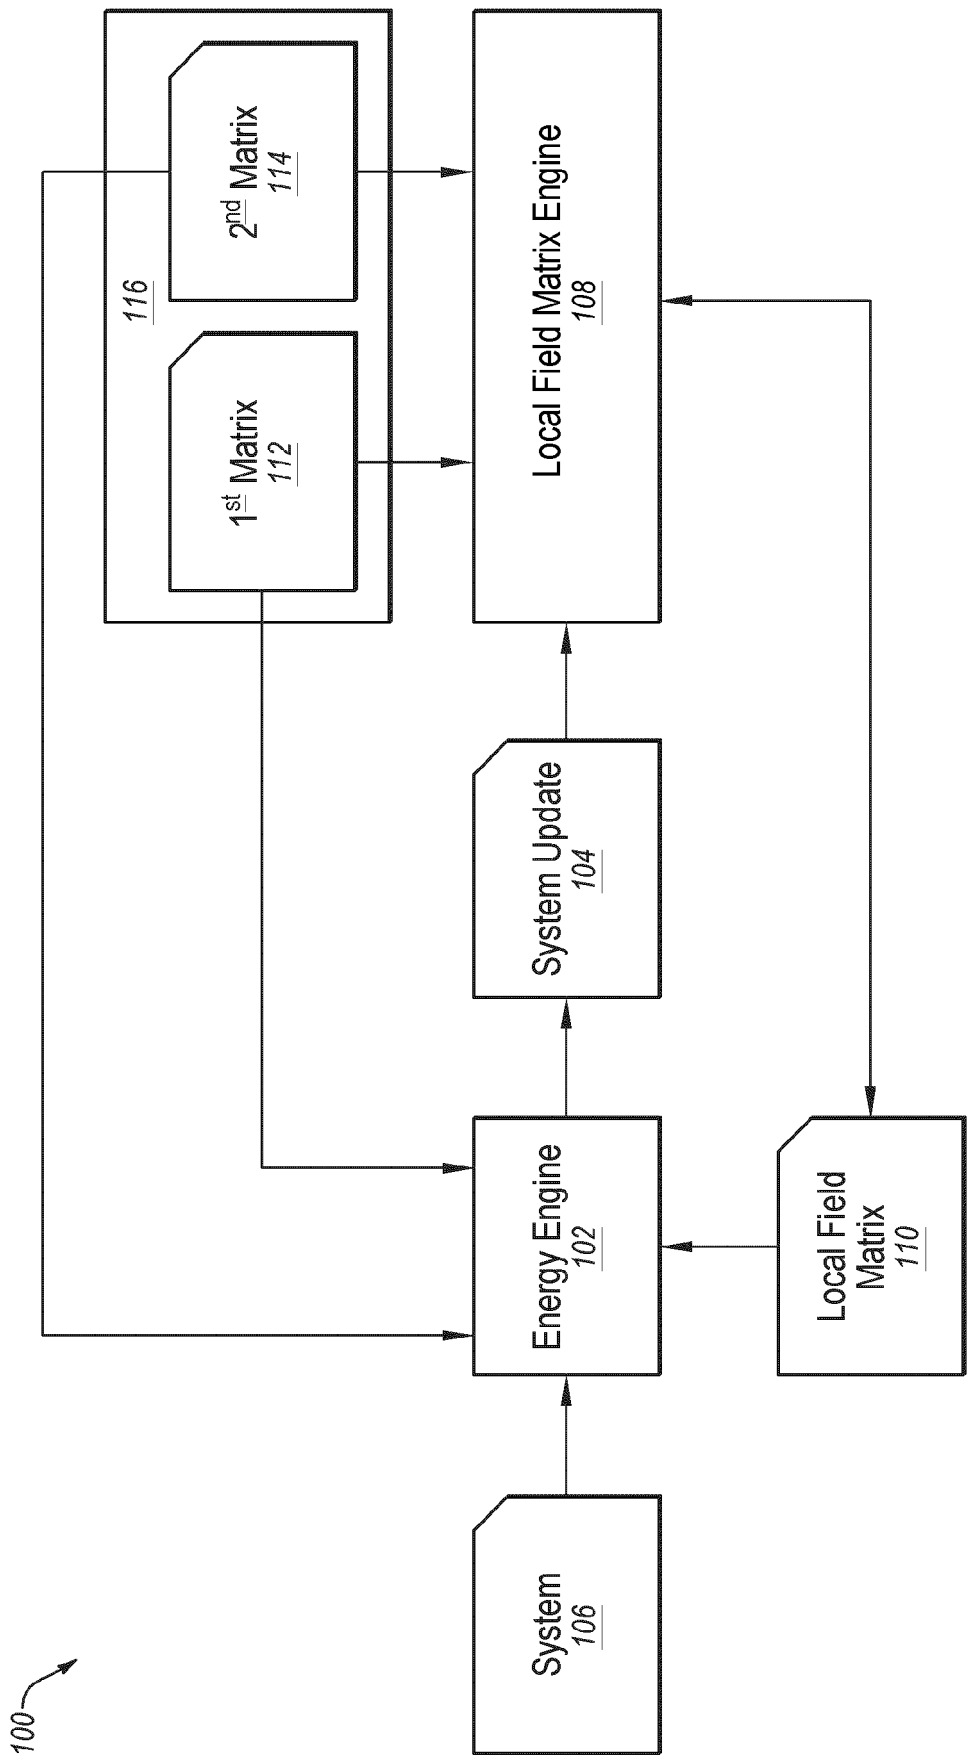 100
116
1st Matrix
112
2nd Matrix
114
System
106
Energy Engine
102
System Update
104
Local Field Matrix Engine
108
Local Field
Matrix
110